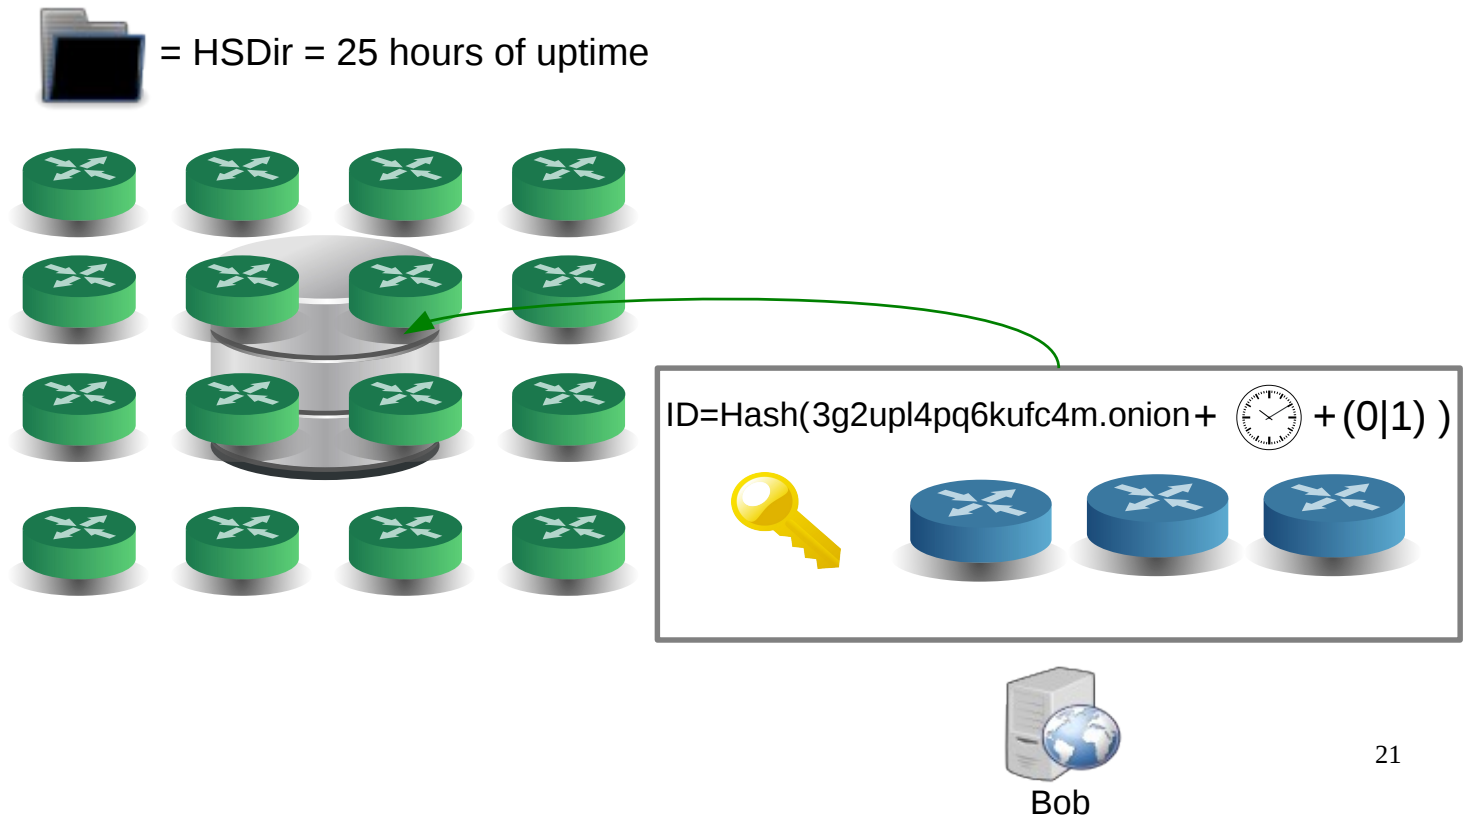 = HSDir = 25 hours of uptime
ID=Hash(3g2upl4pq6kufc4m.onion+ +(0|1) )
Bob
21